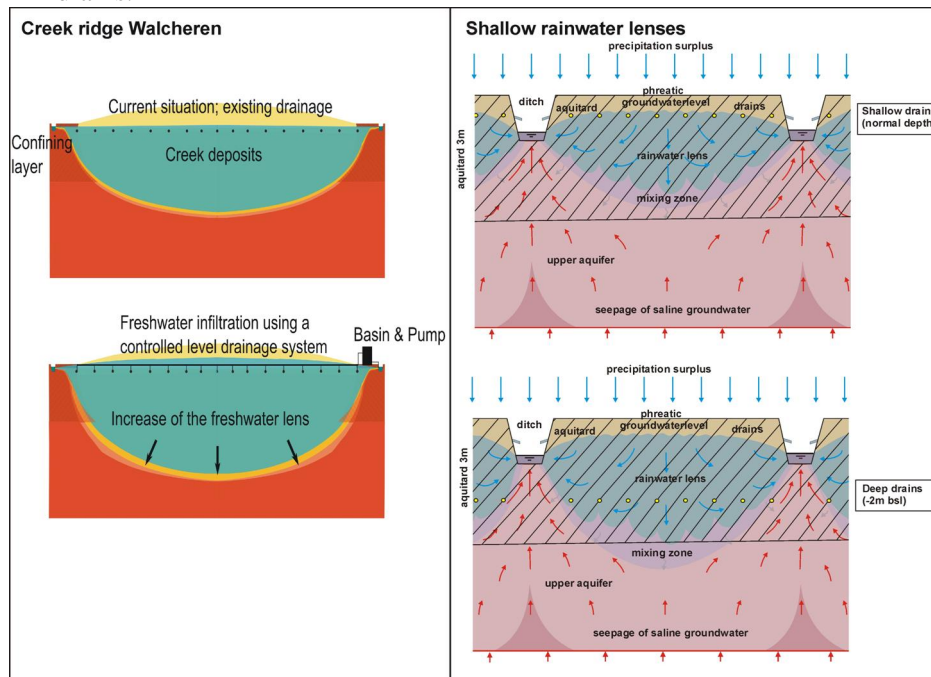 Creek ridge Walcheren
Current situation; existing drainage
Confining
layer
Creek deposits
Freshwater infiltration using a
controlled level drainage system
Basin & Pump
Increase of the freshwater lens
Shallow rainwater lenses
precipitation surplus
phreatic
ditch
aquitard
groundwaterlevel
drains
Shallow drain
(normal depth
aquitard 3m
rainwater lens
mixing zone
upper aquifer
seepage of saline groundwater
precipitation surplus
phreatic
ditch
aquitard
groundwaterlevel
drains
aquitard 3m
rainwater lens
Deep drains
(-2m bsl)
mixing zone
upper aquifer
seepage of saline groundwater